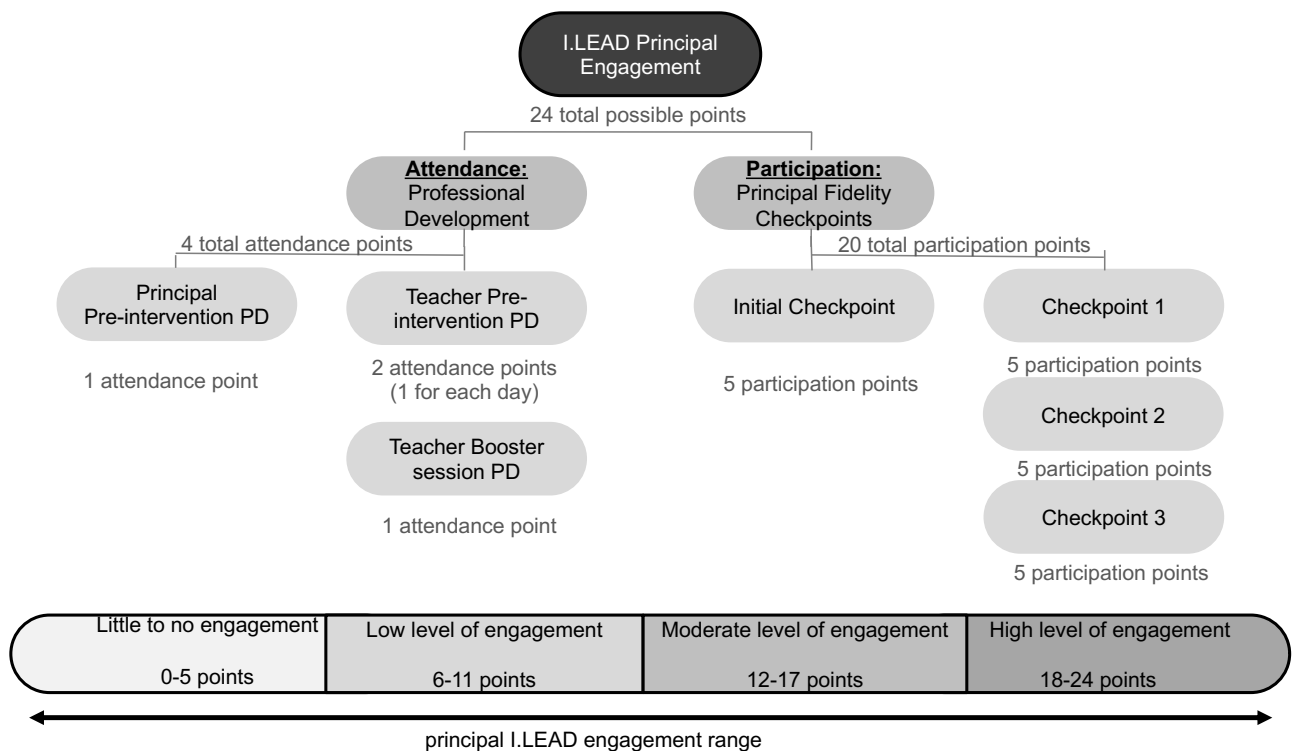 I.LEAD Principal
Engagement
24 total possible points
Attendance:
Professional
Development
Participation:
Principal Fidelity
Checkpoints
4 total attendance points
20 total participation points
Principal
Pre-intervention PD
Teacher Pre-
intervention PD
Initial Checkpoint
Checkpoint 1
1 attendance point
2 attendance points
(1 for each day)
5 participation points
5 participation points
Checkpoint 2
Teacher Booster
session PD
5 participation points
1 attendance point
Checkpoint 3
5 participation points
Little to no engagement
0-5 points
Low level of engagement
6-11 points
Moderate level of engagement
12-17 points
High level of engagement
18-24 points
principal I.LEAD engagement range